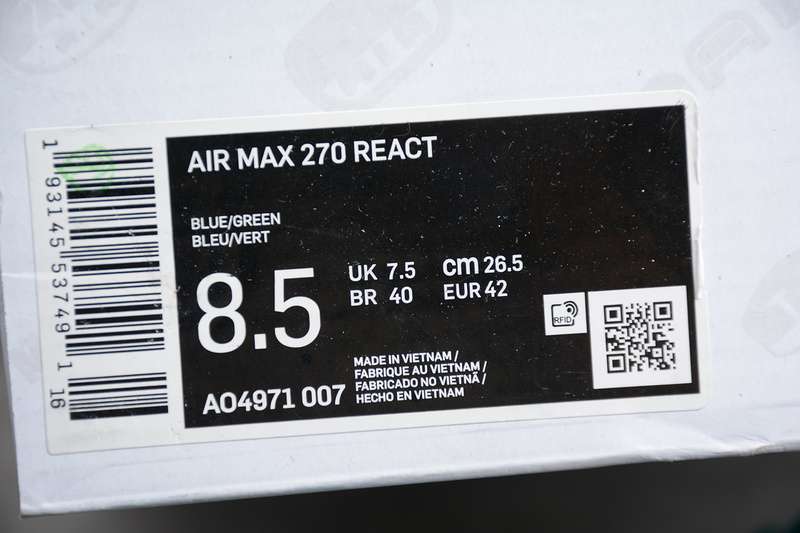 AIR MAX 270 REACT
BLUE/GREEN
BLEU/VERT
8.5
UK 7.5
cm 26.5
BR 40
EUR 42
RFID
MADE IN VIETNAM /
FABRIQUE AU VIETNAM /
FABRICADO NO VIETNÃ /
HECHO EN VIETNAM
AO4971 007
1 93145 53749 1 16